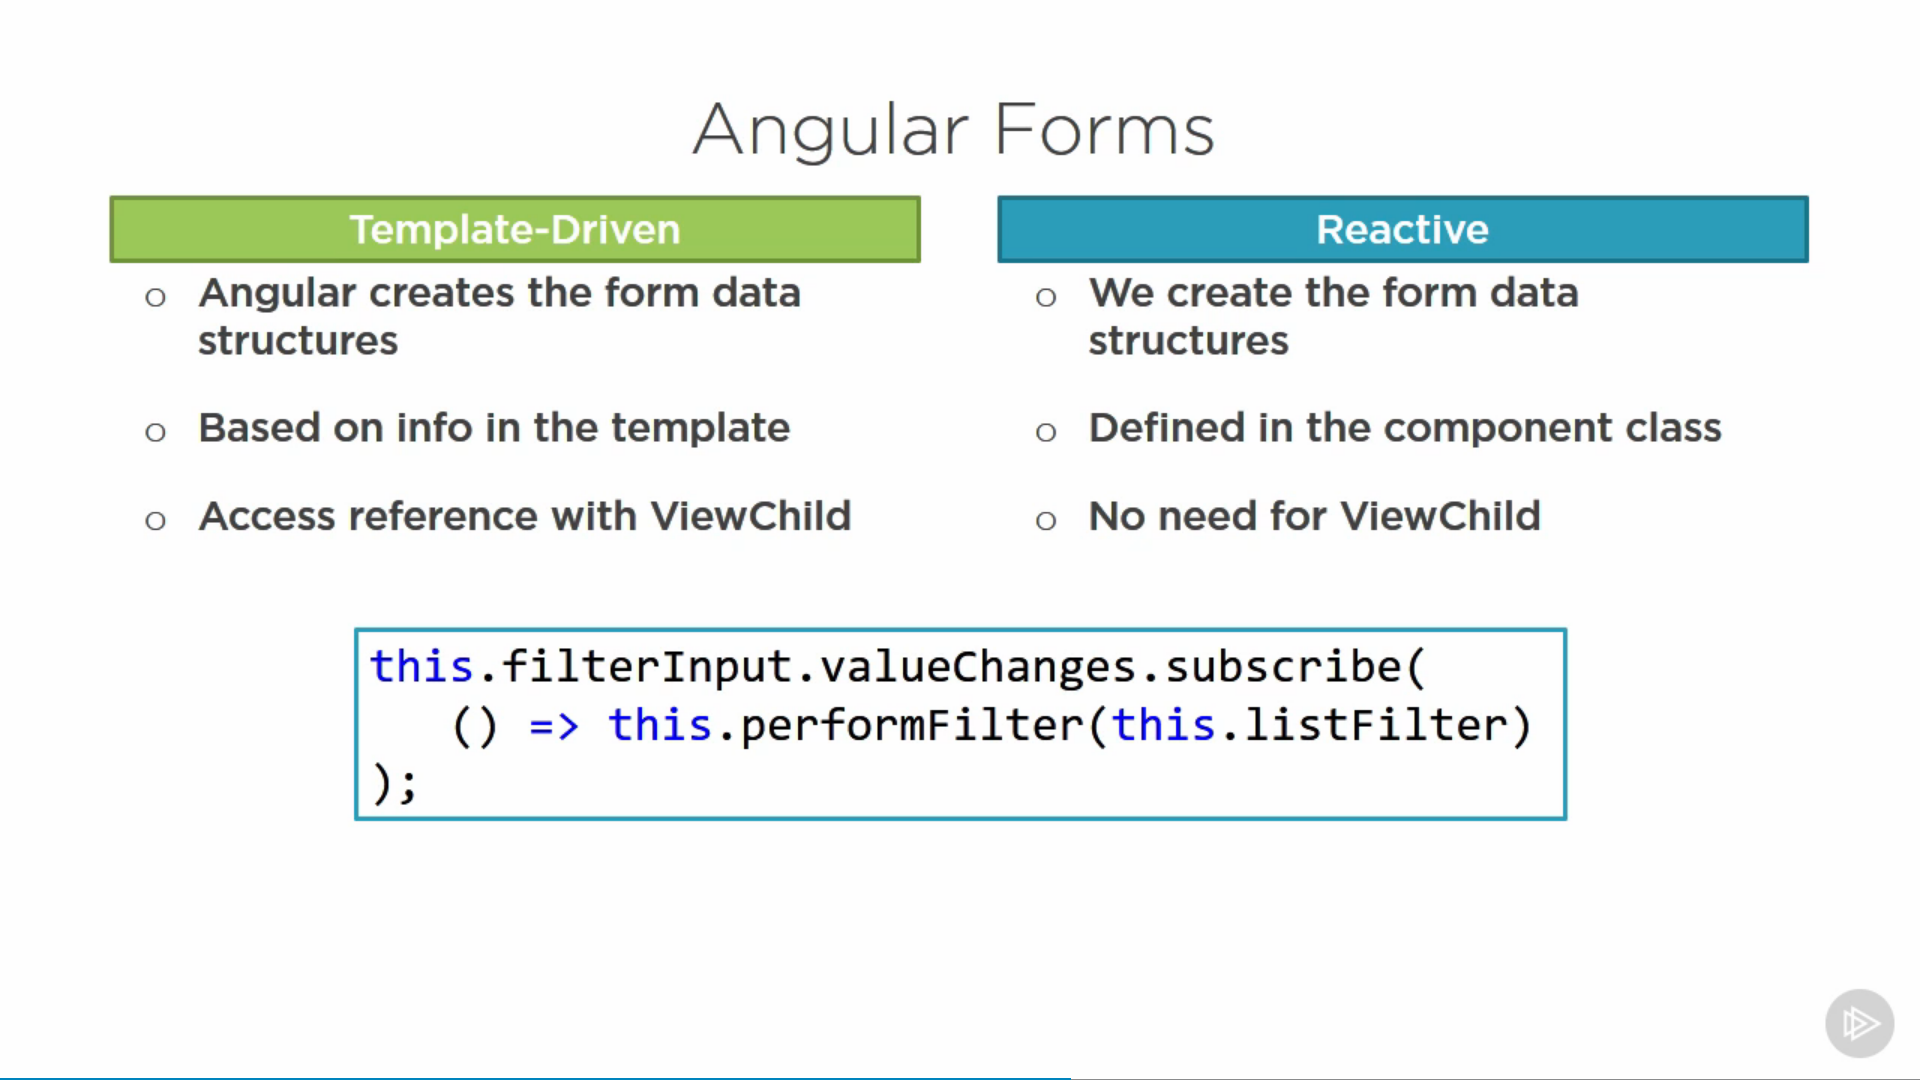 Angular Forms
Template-Driven
o Angular creates the form data
structures
o Based on info in the template
o Access reference with ViewChild
Reactive
o We create the form data
structures
o Defined in the component class
o No need for ViewChild
this.filterInput.valueChanges.subscribe(
   () => this.performFilter(this.listFilter)
);